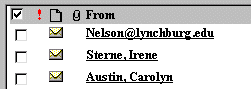 From
Nelson@lynchburg.edu
Sterne, Irene
Austin, Carolyn